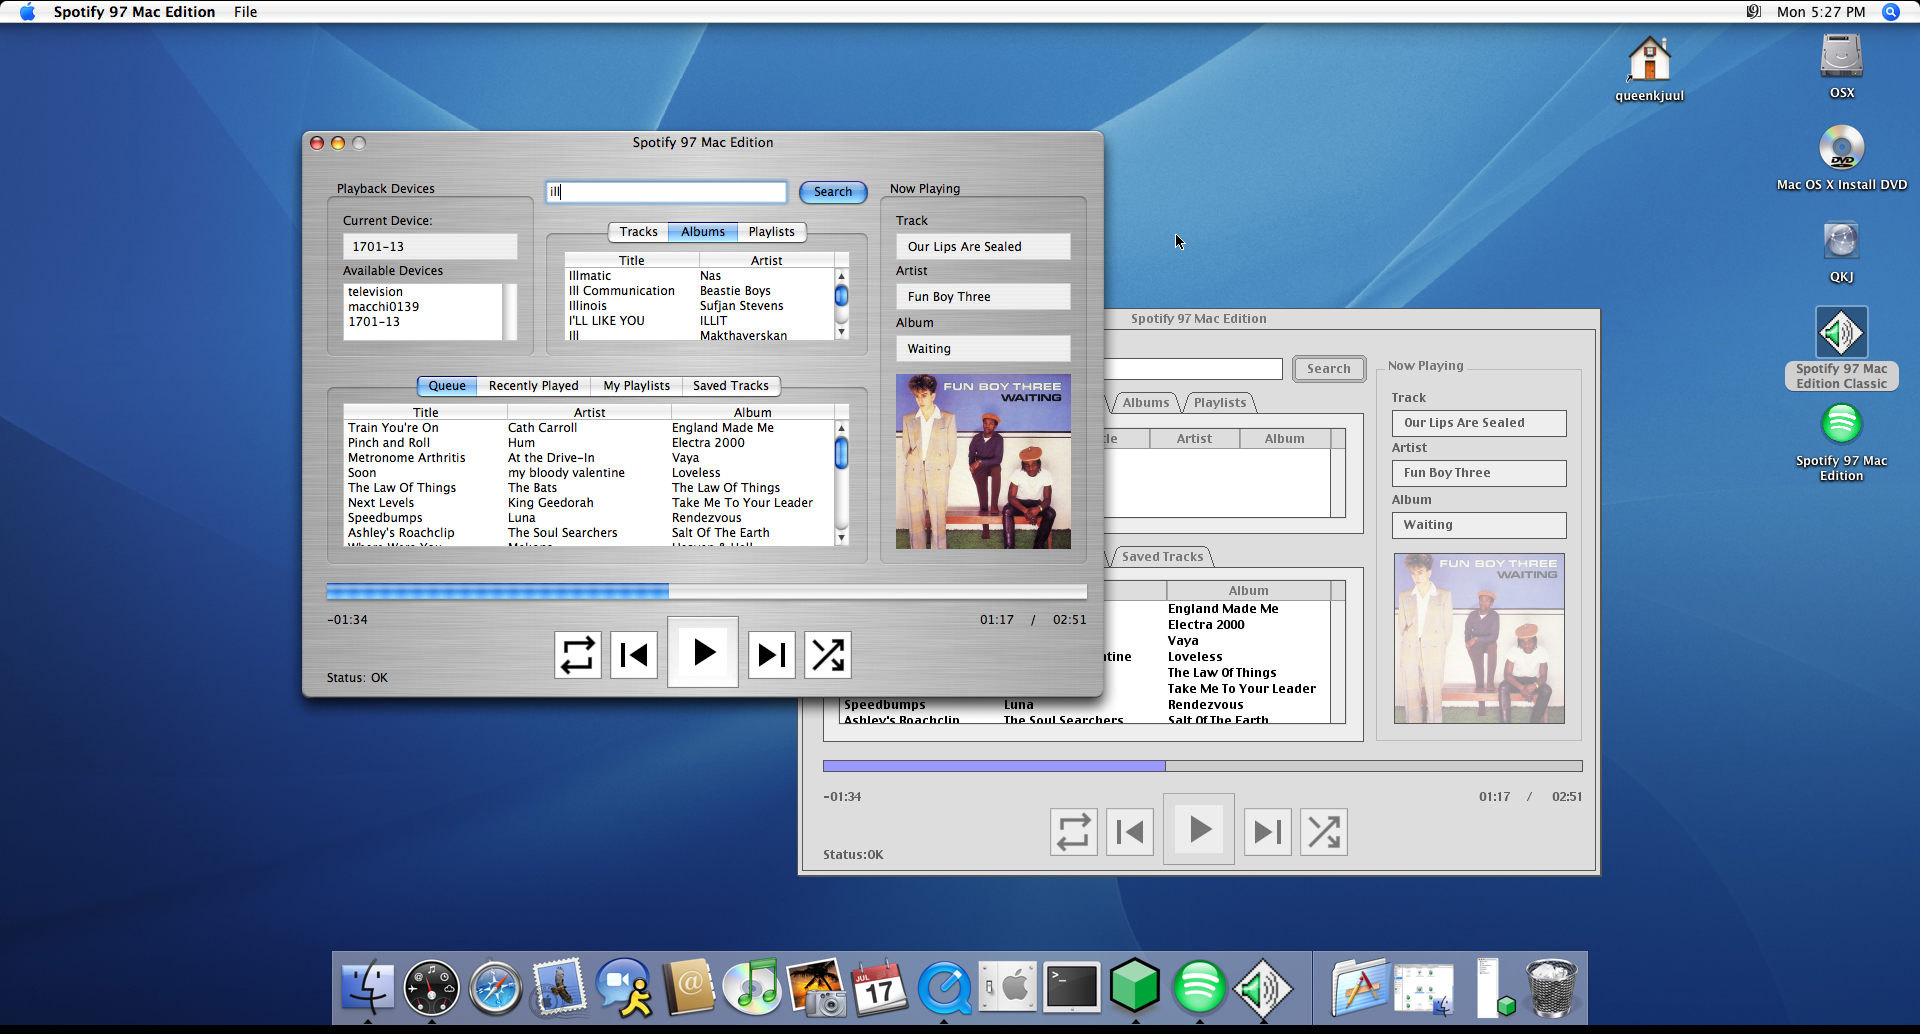 Spotify 97 Mac Edition File
Mon 5:27 PM
queenkjuul
OSX
Mac OS X Install DVD
QKJ
Spotify 97 Mac
Edition Classic
Spotify 97 Mac
Edition
Spotify 97 Mac Edition
Playback Devices
Current Device:
1701-13
Available Devices
television
macchi0139
1701-13
ill
Search
Tracks Albums Playlists
Title Artist
Illmatic Nas
Ill Communication Beastie Boys
Illinois Sufjan Stevens
I'LL LIKE YOU ILLIT
Ill Makthaverskan
Now Playing
Track
Our Lips Are Sealed
Artist
Fun Boy Three
Album
Waiting
FUN BOY THREE
WAITING
Queue Recently Played My Playlists Saved Tracks
Title Artist Album
Train You're On Cath Carroll England Made Me
Pinch and Roll Hum Electra 2000
Metronome Arthritis At the Drive-In Vaya
Soon my bloody valentine Loveless
The Law Of Things The Bats The Law Of Things
Next Levels King Geedorah Take Me To Your Leader
Speedbumps Luna Rendezvous
Ashley's Roachclip The Soul Searchers Salt Of The Earth
-01:34
01:17 / 02:51
Status: OK
Spotify 97 Mac Edition
Search
Albums Playlists
Artist Album
Now Playing
Track
Our Lips Are Sealed
Artist
Fun Boy Three
Album
Waiting
FUN BOY THREE
WAITING
Saved Tracks
Album
England Made Me
Electra 2000
Vaya
Loveless
The Law Of Things
Take Me To Your Leader
Speedbumps Luna Rendezvous
Ashley's Roachclip The Soul Searchers Salt Of The Earth
-01:34
01:17 / 02:51
Status:OK
JUL
17